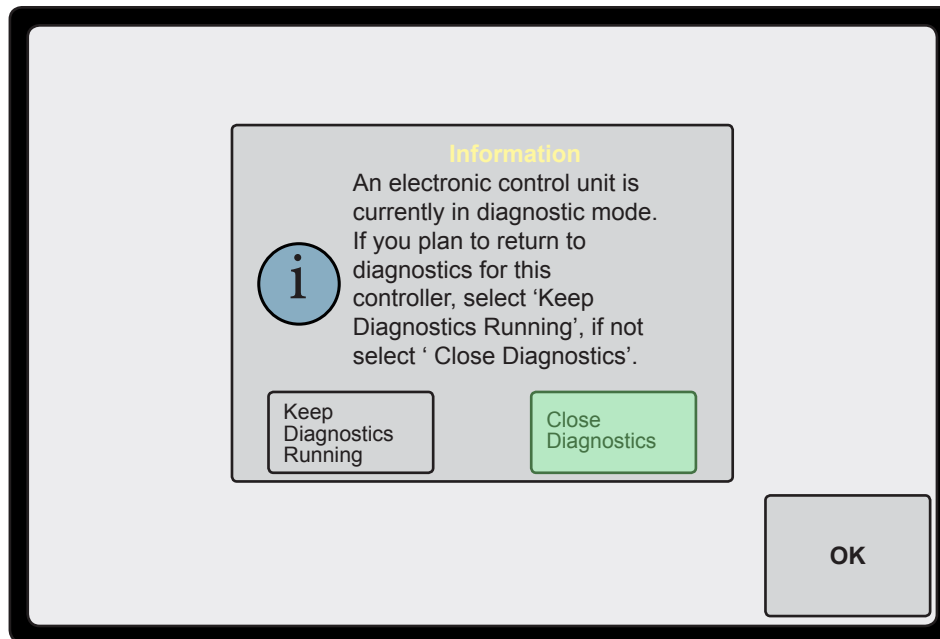 Information
An electronic control unit is
currently in diagnostic mode.
If you plan to return to
diagnostics for this
controller, select ‘Keep
Diagnostics Running’, if not
select ‘ Close Diagnostics’.
i
Keep
Diagnostics
Running
Close
Diagnostics
OK